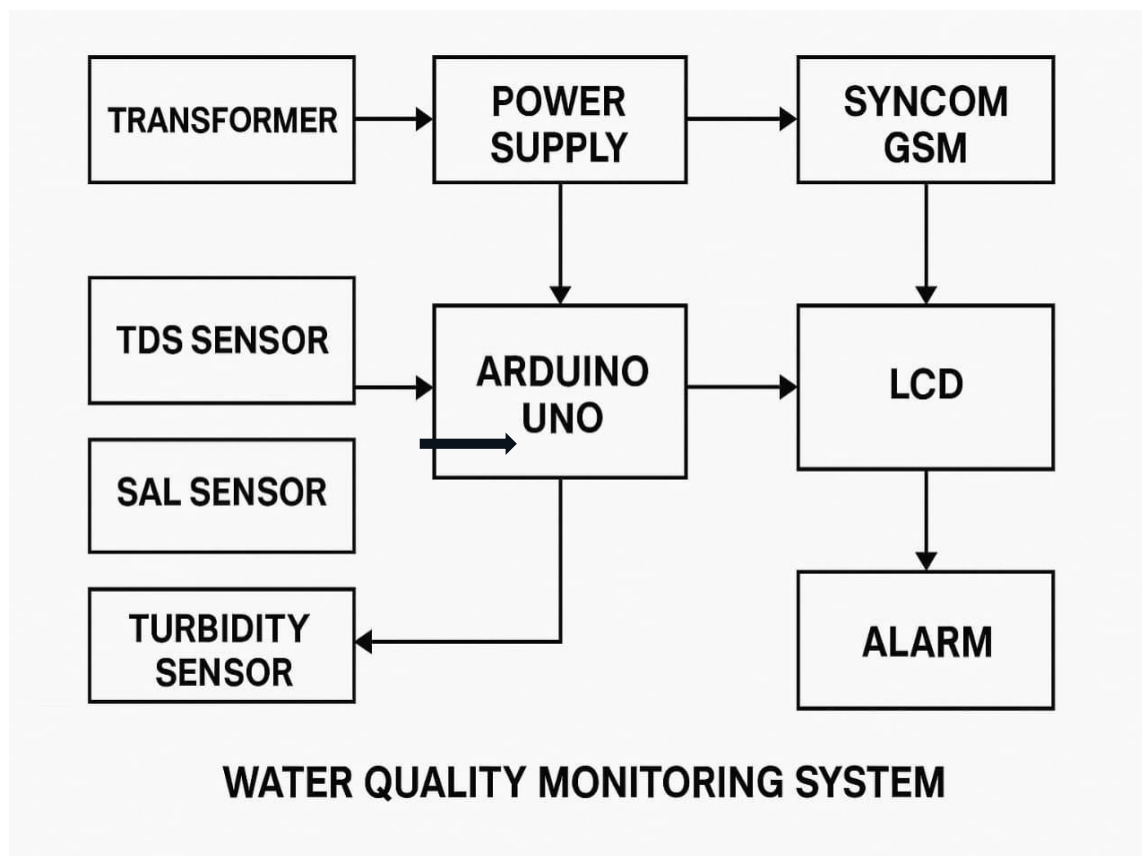 TRANSFORMER
POWER
SUPPLY
SYNCOM
GSM
TDS SENSOR
ARDUINO
UNO
LCD
SAL SENSOR
TURBIDITY
SENSOR
ALARM
WATER QUALITY MONITORING SYSTEM